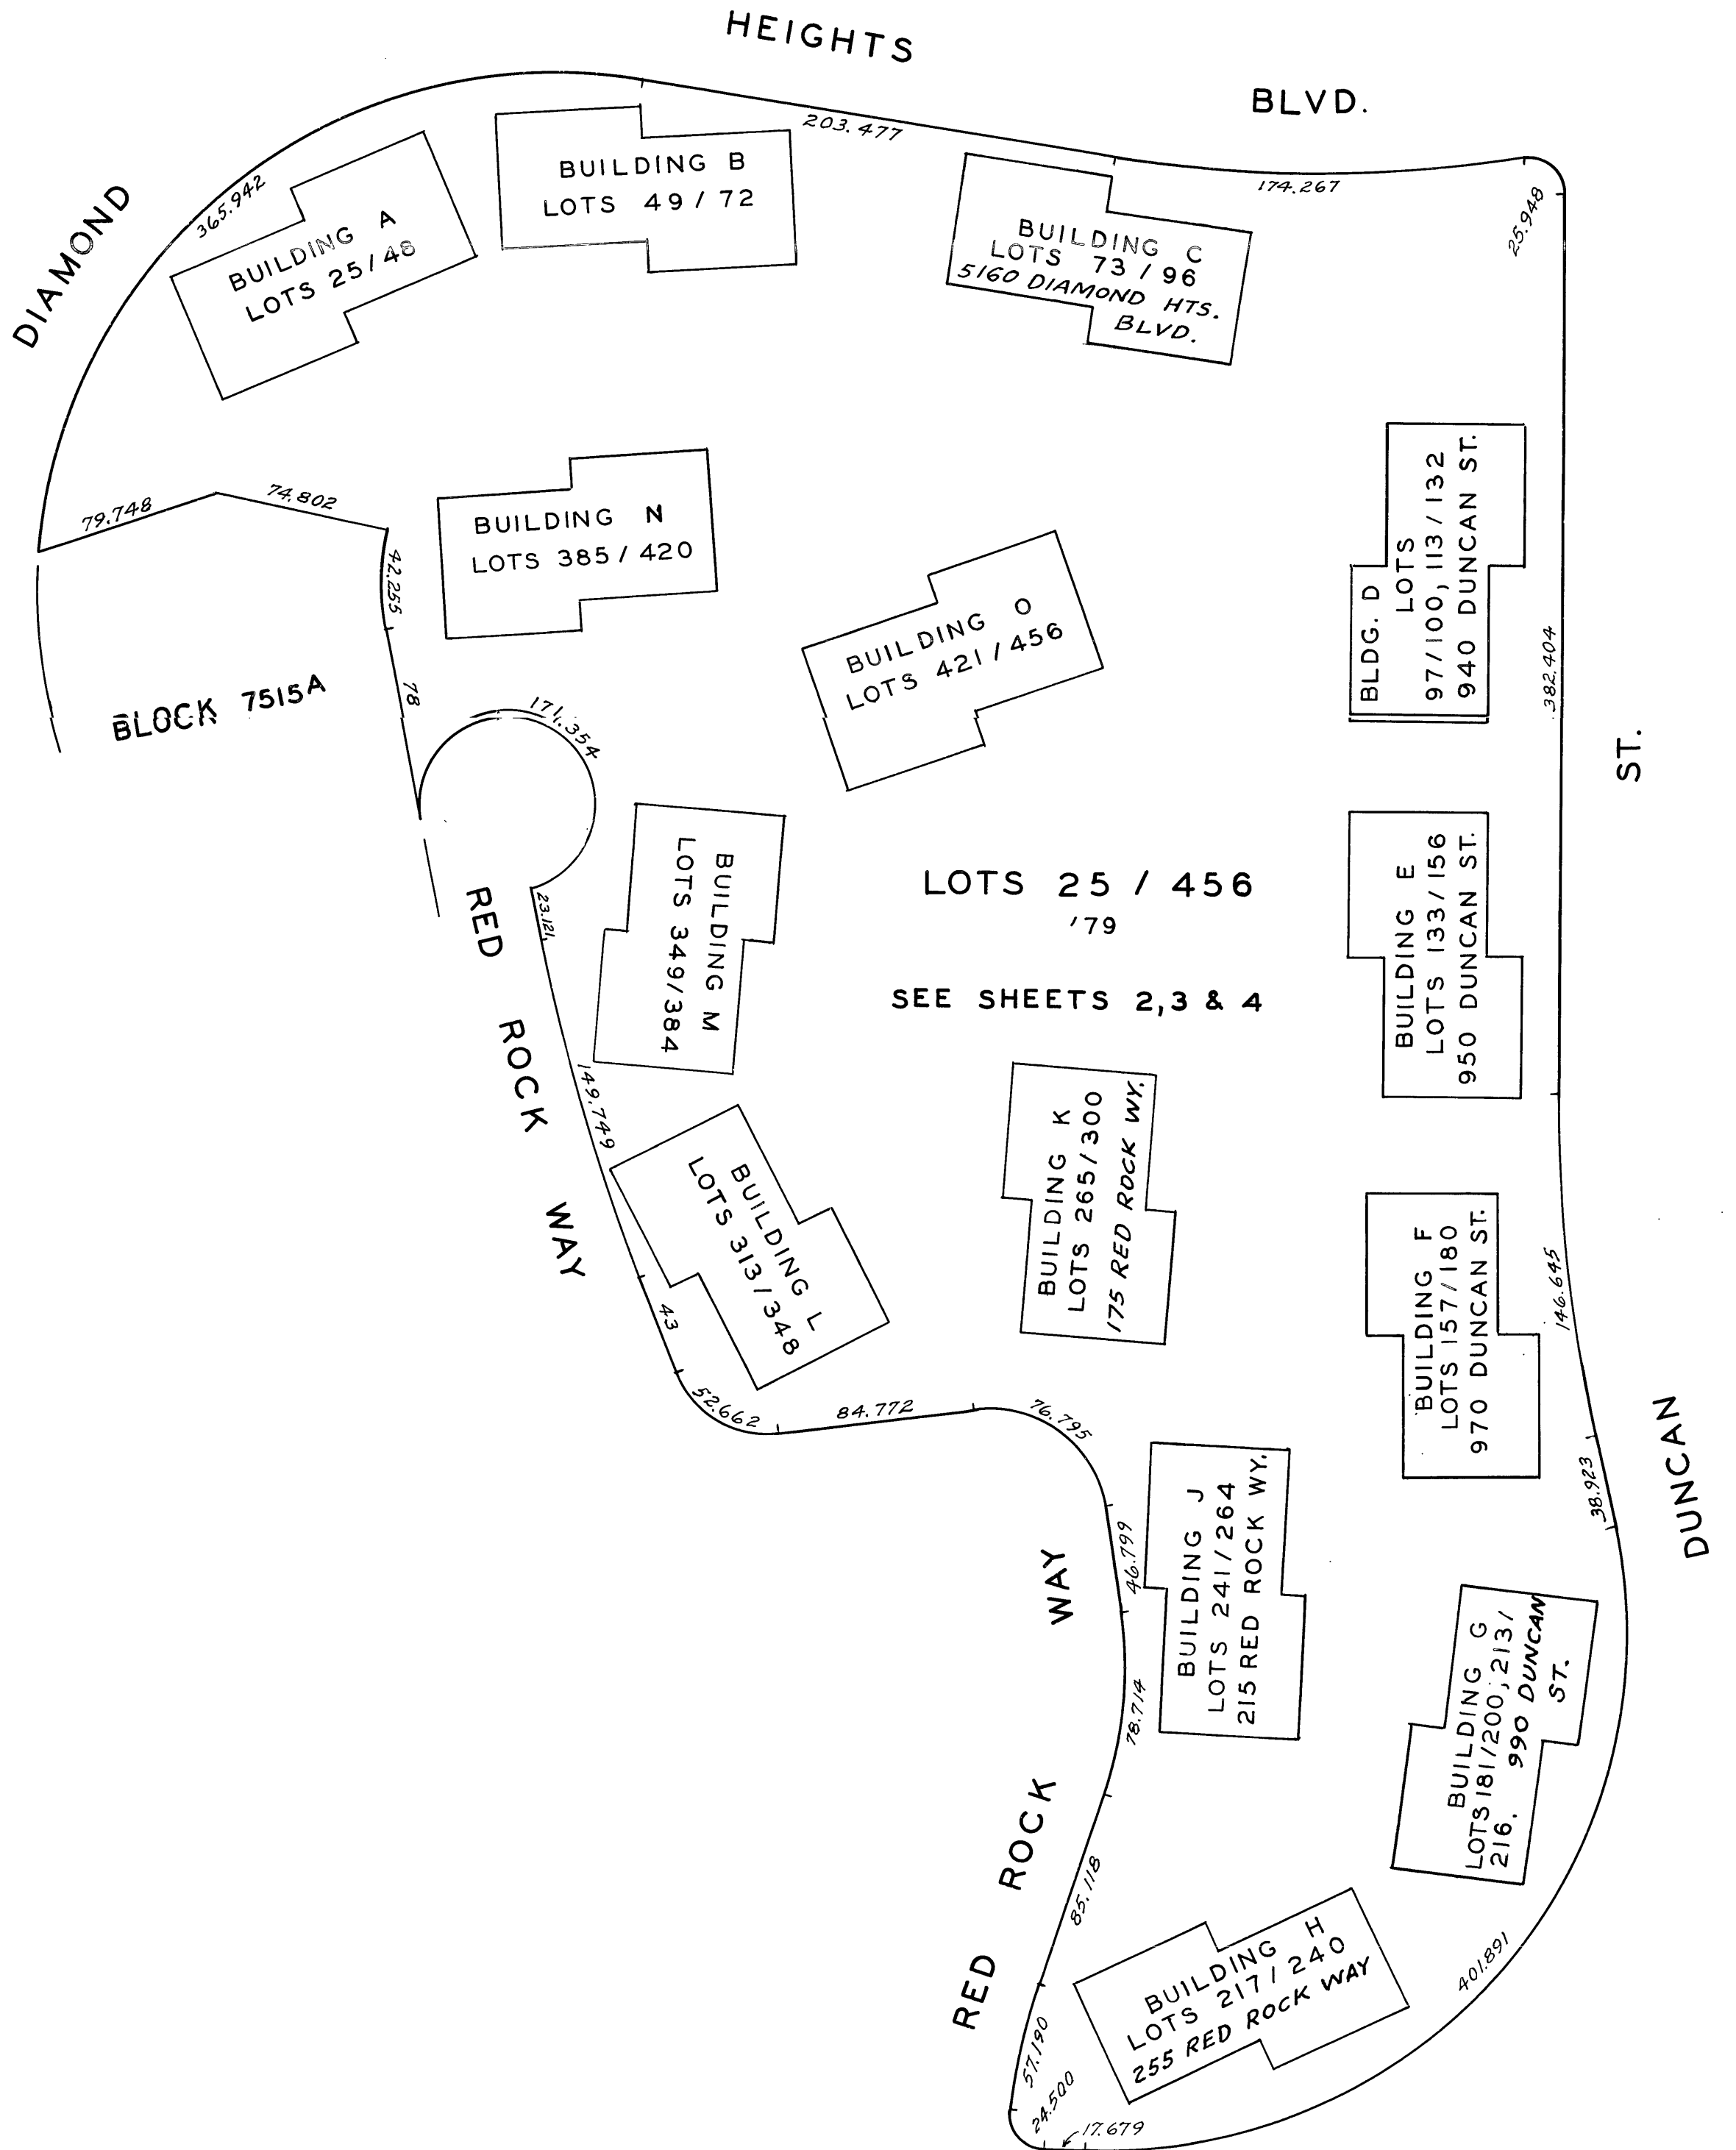 HEIGHTS
BLVD.
DIAMOND
203.477
174.267
25.948
365.942
BUILDING A
LOTS 25/48
BUILDING B
LOTS 49/72
BUILDING C
LOTS 73/96
5160 DIAMOND HTS.
BLVD.
79.748
74.802
42.255
78
BUILDING N
LOTS 385/420
BUILDING O
LOTS 421/456
BLDG. D
LOTS
97/100, 113/132
940 DUNCAN ST.
382.404
BLOCK 7515A
171.354
ST.
RED ROCK WAY
23.121
BUILDING M
LOTS 349/384
LOTS 25 / 456
'79
SEE SHEETS 2,3 & 4
BUILDING E
LOTS 133/156
950 DUNCAN ST.
149.749
BUILDING L
LOTS 313/348
BUILDING K
LOTS 265/300
175 RED ROCK WY.
BUILDING F
LOTS 157/180
970 DUNCAN ST.
146.645
43
52.662
84.772
76.795
38.923
DUNCAN
46.799
BUILDING J
LOTS 241/264
215 RED ROCK WY.
78.714
BUILDING G
LOTS 181/200; 213/
216. 990 DUNCAN
ST.
RED ROCK WAY
85.118
BUILDING H
LOTS 217/240
255 RED ROCK WAY
401.891
57.190
24.500
17.679